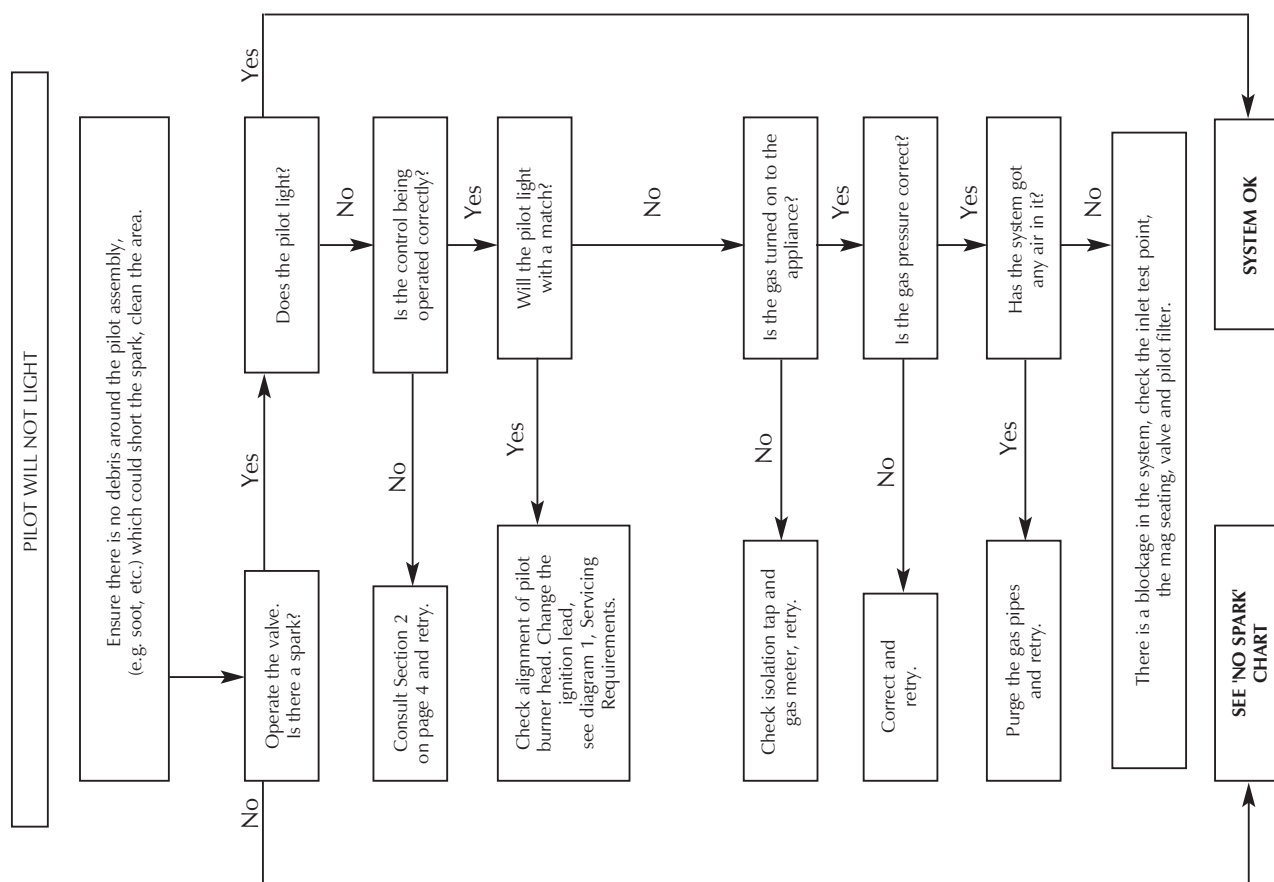 PILOT WILL NOT LIGHT
Ensure there is no debris around the pilot assembly,
(e.g. soot, etc.) which could short the spark, clean the area.
Operate the valve.
Is there a spark?
No
Yes
Does the pilot light?
Yes
No
Is the control being
operated correctly?
No
Consult Section 2
on page 4 and retry.
Yes
Will the pilot light
with a match?
Yes
Check alignment of pilot
burner head. Change the
ignition lead,
see diagram 1, Servicing
Requirements.
No
Is the gas turned on to the
appliance?
No
Check isolation tap and
gas meter, retry.
Yes
Is the gas pressure correct?
No
Correct and
retry.
Yes
Has the system got
any air in it?
Yes
Purge the gas pipes
and retry.
No
There is a blockage in the system, check the inlet test point,
the mag seating, valve and pilot filter.
SEE 'NO SPARK'
CHART
SYSTEM OK